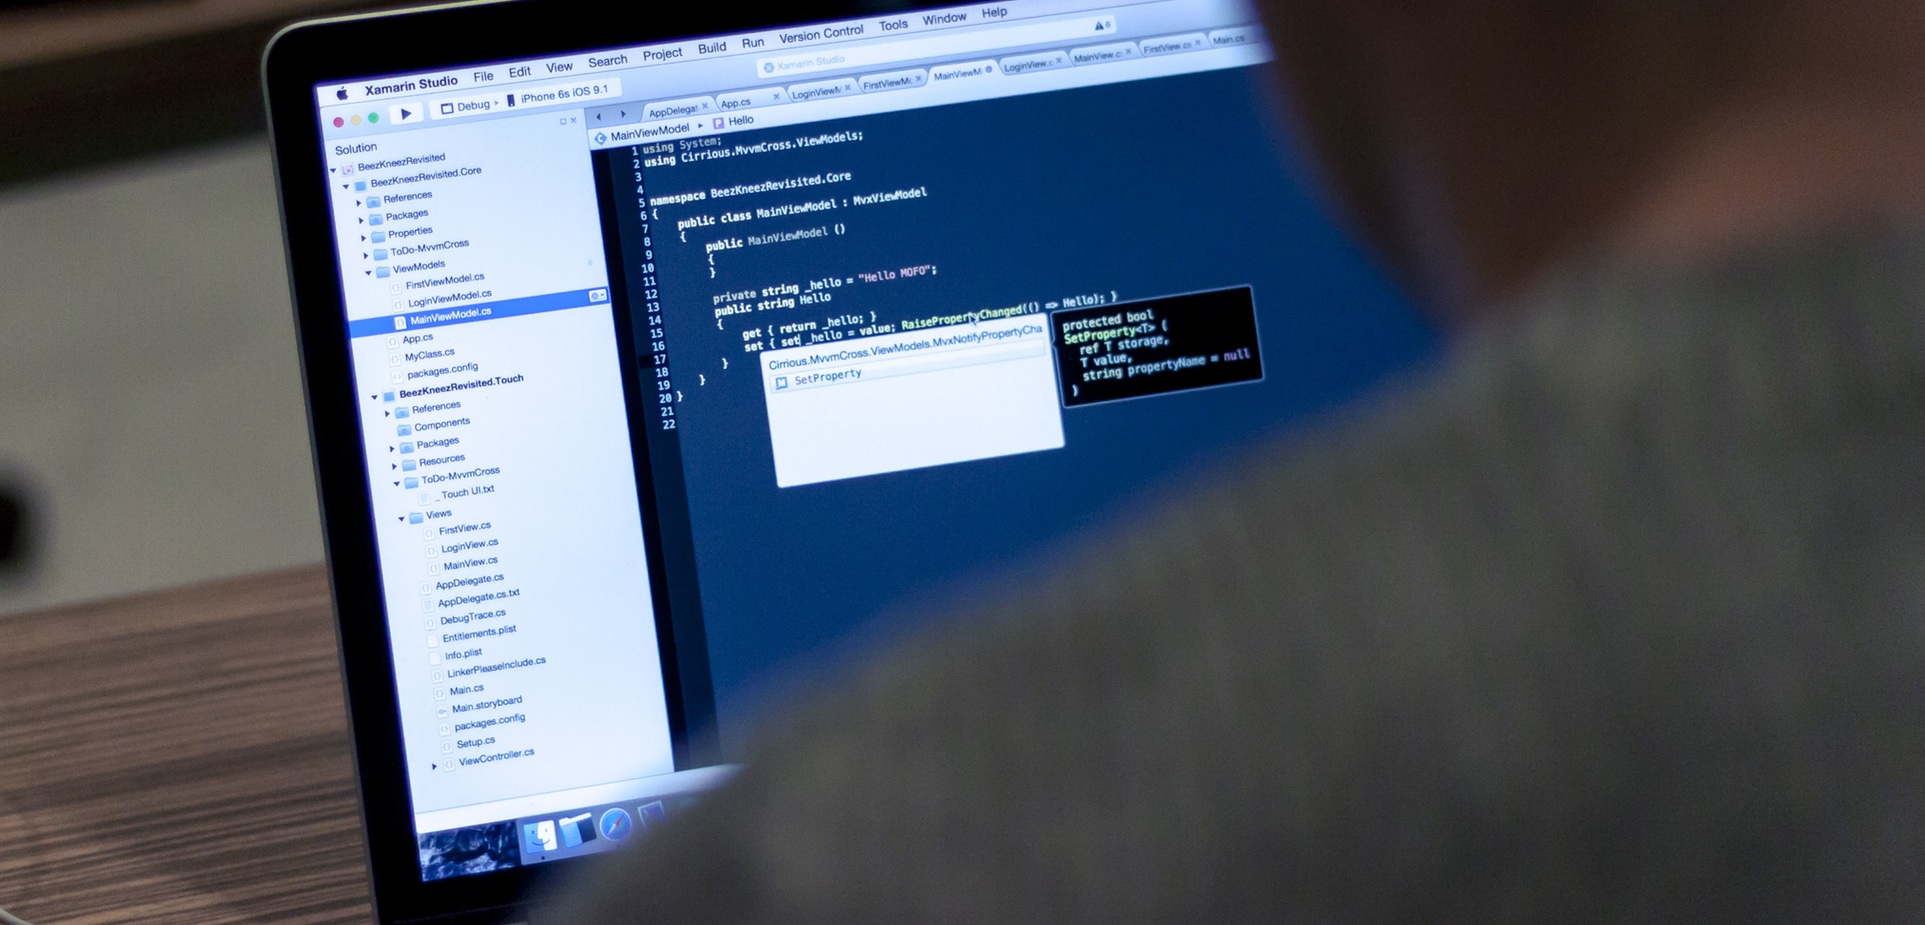 Xamarin Studio File Edit View Search Project Build Run Version Control Tools Window Help
Debug iPhone 6s iOS 9.1
Xamarin Studio
6
AppDelegat App.cs LoginViewM FirstViewMo MainViewM LoginView.c MainView.c FirstView.cs Main.cs
MainViewModel Hello
Solution
BeezKneezRevisited
BeezKneezRevisited.Core
References
Packages
Properties
ToDo-MvvmCross
ViewModels
FirstViewModel.cs
LoginViewModel.cs
MainViewModel.cs
App.cs
MyClass.cs
packages.config
BeezKneezRevisited.Touch
References
Components
Packages
Resources
ToDo-MvvmCross
_ Touch UI.txt
Views
FirstView.cs
LoginView.cs
MainView.cs
AppDelegate.cs
AppDelegate.cs.txt
DebugTrace.cs
Entitlements.plist
Info.plist
LinkerPleaseInclude.cs
Main.cs
Main.storyboard
packages.config
Setup.cs
ViewController.cs
1 using System;
2 using Cirrious.MvvmCross.ViewModels;
3
4
5 namespace BeezKneezRevisited.Core
6 {
7 public class MainViewModel : MvxViewModel
8 {
9 public MainViewModel ()
10 {
11 }
12
13 private string _hello = "Hello MOFO";
14 public string Hello
15 {
16 get { return _hello; }
17 set { set _hello = value; RaisePropertyChanged(() => Hello); }
18 }
19 }
20 }
21
22
Cirrious.MvvmCross.ViewModels.MvxNotifyPropertyCha
M SetProperty
protected bool
SetProperty<T> (
ref T storage,
T value,
string propertyName = null
)